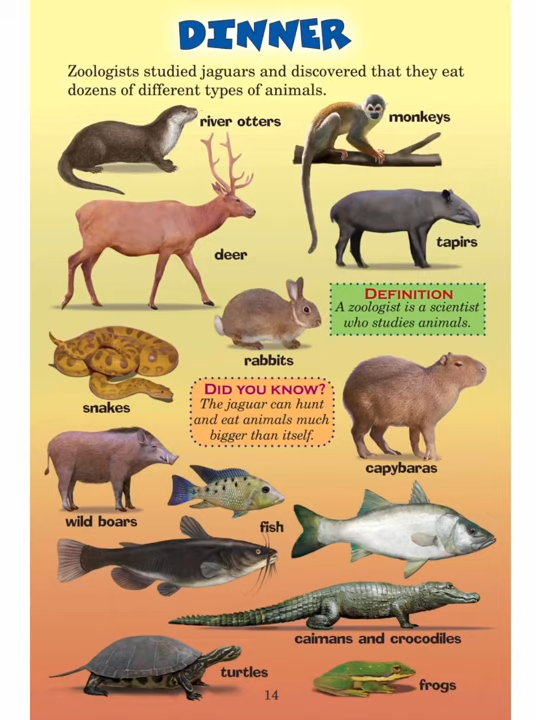 DINNER
Zoologists studied jaguars and discovered that they eat
dozens of different types of animals.
river otters
monkeys
deer
tapirs
DEFINITION
A zoologist is a scientist
who studies animals.
rabbits
snakes
DID YOU KNOW?
The jaguar can hunt
and eat animals much
bigger than itself.
capybaras
wild boars
fish
caimans and crocodiles
turtles
frogs
14